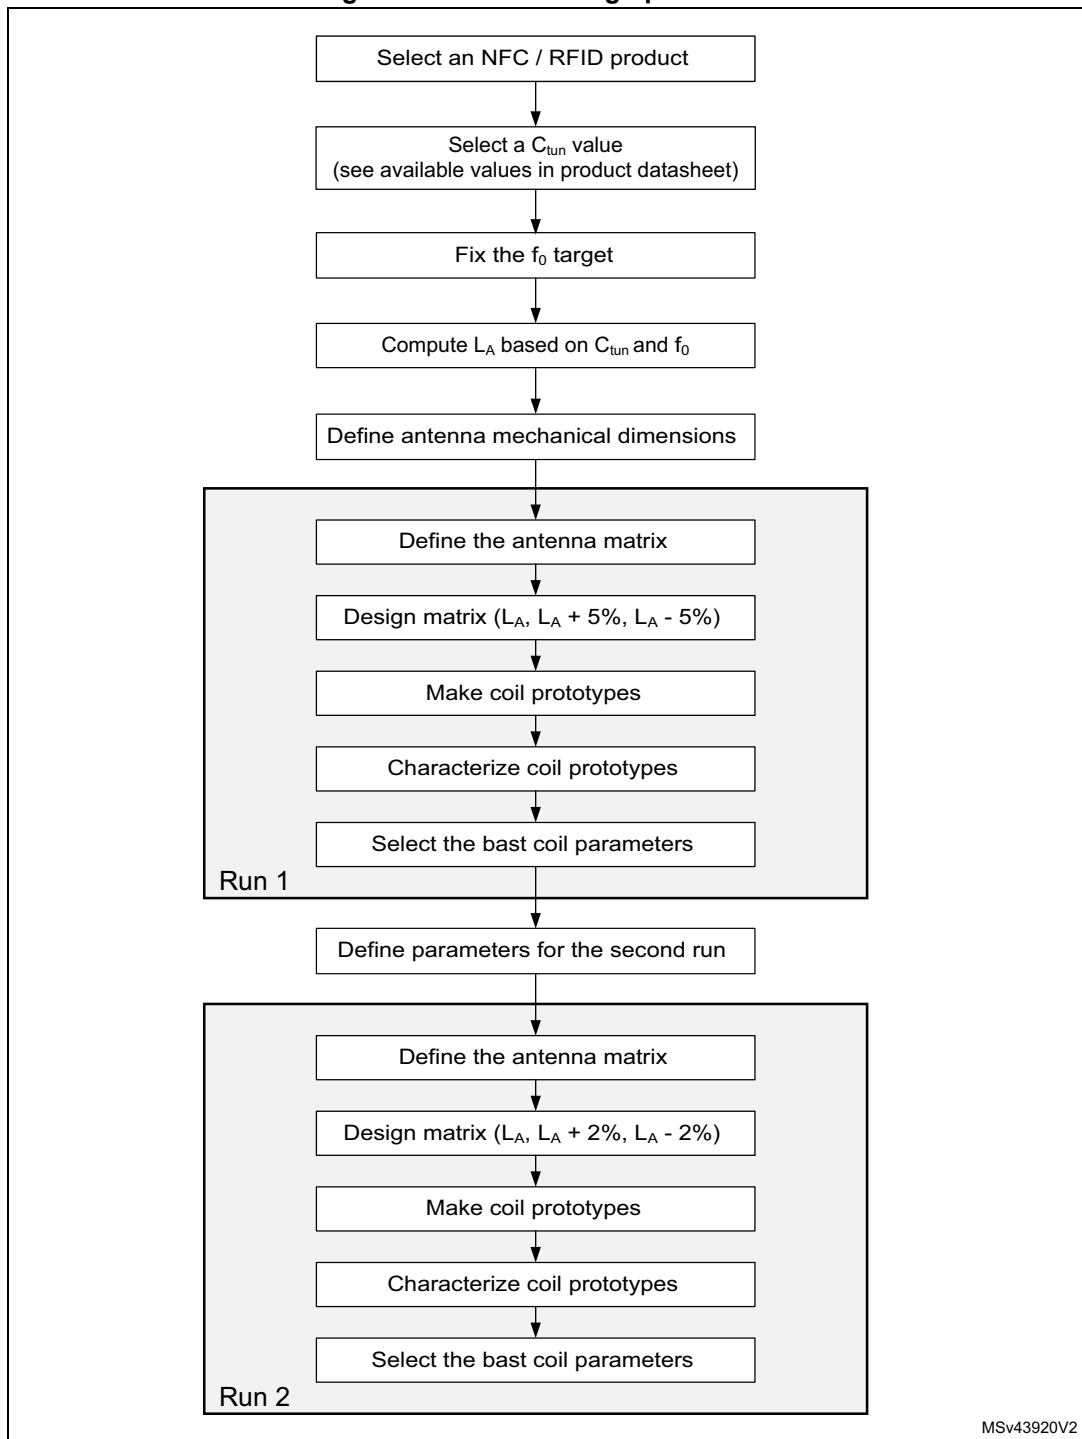 Select an NFC / RFID product
Select a Ctun value
(see available values in product datasheet)
Fix the f0 target
Compute LA based on Ctun and f0
Define antenna mechanical dimensions
Define the antenna matrix
Design matrix (LA, LA + 5%, LA - 5%)
Make coil prototypes
Characterize coil prototypes
Select the bast coil parameters
Run 1
Define parameters for the second run
Define the antenna matrix
Design matrix (LA, LA + 2%, LA - 2%)
Make coil prototypes
Characterize coil prototypes
Select the bast coil parameters
Run 2
MSv43920V2